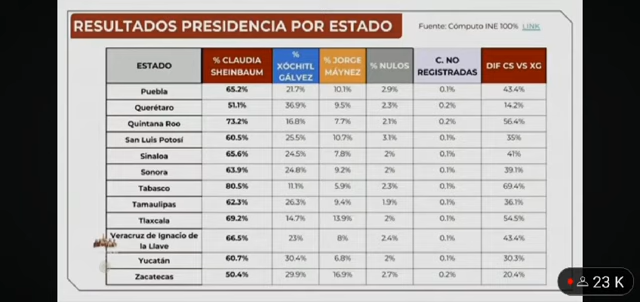 RESULTADOS PRESIDENCIA POR ESTADO
Fuente: Cómputo INE 100% LINK
ESTADO % CLAUDIA SHEINBAUM % XÓCHITL GÁLVEZ % JORGE MÁYNEZ % NULOS C. NO REGISTRADAS DIF CS VS XG
Puebla 65.2% 21.7% 10.1% 2.9% 0.1% 43.4%
Querétaro 51.1% 36.9% 9.5% 2.3% 0.2% 14.2%
Quintana Roo 73.2% 16.8% 7.7% 2.1% 0.2% 56.4%
San Luis Potosí 60.5% 25.5% 10.7% 3.1% 0.1% 35%
Sinaloa 65.6% 24.5% 7.8% 2% 0.1% 41%
Sonora 63.9% 24.8% 9.2% 2% 0.1% 39.1%
Tabasco 80.5% 11.1% 5.9% 2.3% 0.1% 69.4%
Tamaulipas 62.3% 26.3% 9.4% 1.9% 0.1% 36.1%
Tlaxcala 69.2% 14.7% 13.9% 2% 0.1% 54.5%
Veracruz de Ignacio de la Llave 66.5% 23% 8% 2.4% 0.1% 43.4%
Yucatán 60.7% 30.4% 6.8% 2% 0.1% 30.3%
Zacatecas 50.4% 29.9% 16.9% 2.7% 0.2% 20.4%
23 K